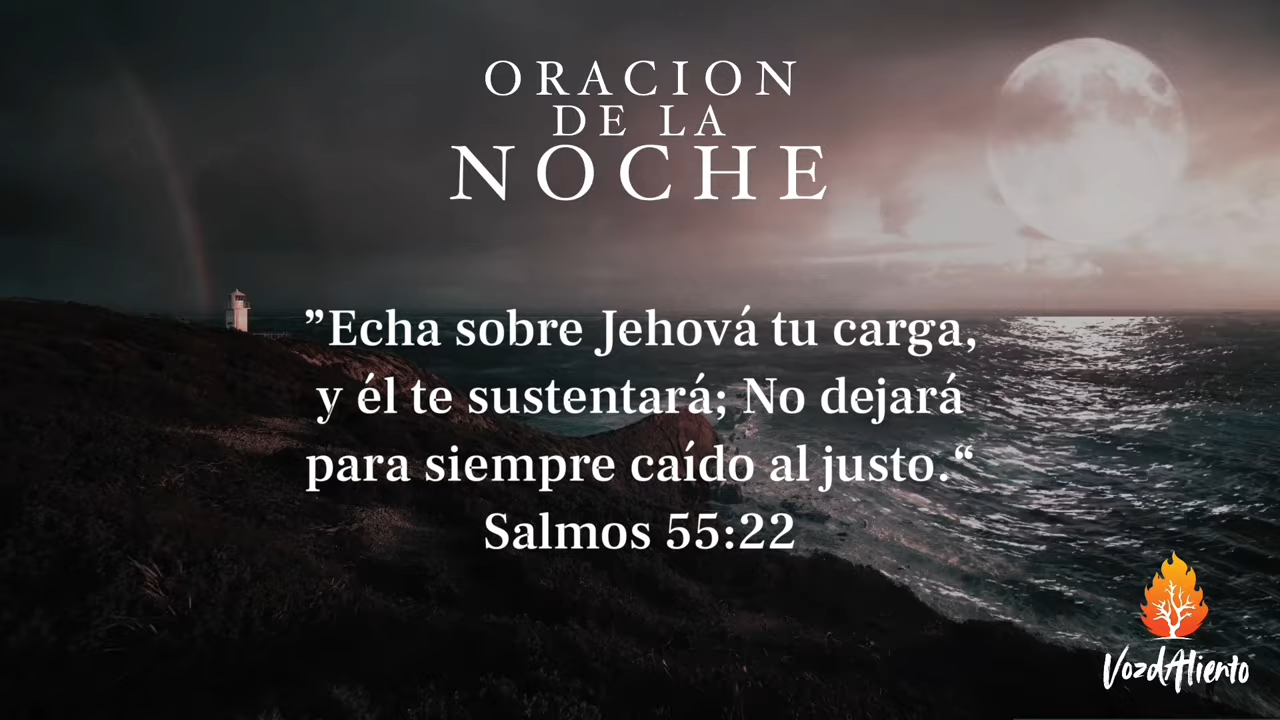 ORACION
DE LA
NOCHE
”Echa sobre Jehová tu carga,
y él te sustentará; No dejará
para siempre caído al justo.“
Salmos 55:22
VozdAliento